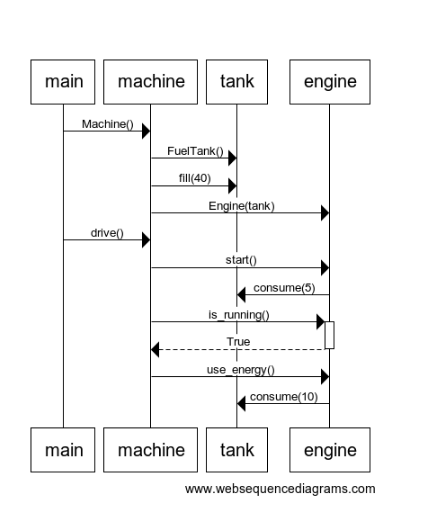 main machine tank engine
Machine()
FuelTank()
fill(40)
Engine(tank)
drive()
start()
consume(5)
is_running()
True
use_energy()
consume(10)
main machine tank engine
www.websequencediagrams.com